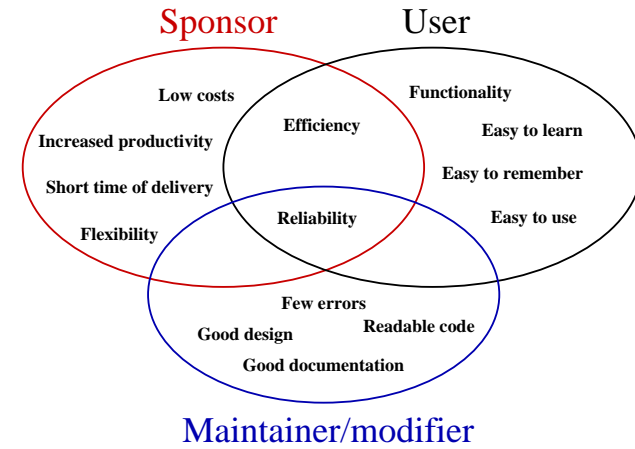 Sponsor
User
Low costs
Functionality
Efficiency
Easy to learn
Increased productivity
Easy to remember
Short time of delivery
Reliability
Easy to use
Flexibility
Few errors
Readable code
Good design
Good documentation
Maintainer/modifier